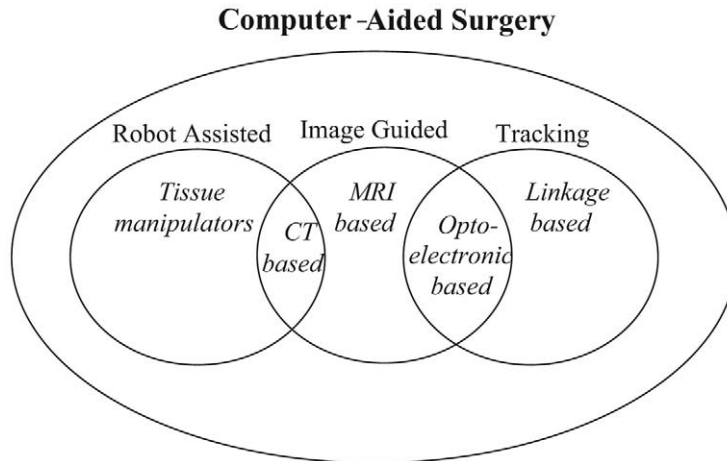 Computer-Aided Surgery
Robot Assisted
Image Guided
Tracking
Tissue
manipulators
CT
based
MRI
based
Opto-
electronic
based
Linkage
based